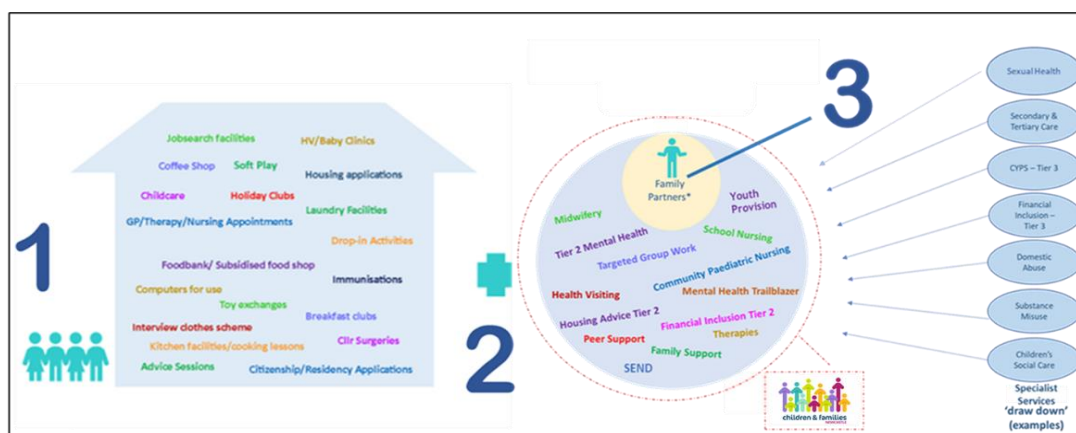 1
Jobsearch facilities
HV/Baby Clinics
Coffee Shop
Soft Play
Housing applications
Childcare
Holiday Clubs
Laundry Facilities
GP/Therapy/Nursing Appointments
Drop-in Activities
Foodbank/ Subsidised food shop
Immunisations
Computers for use
Toy exchanges
Breakfast clubs
Interview clothes scheme
Cllr Surgeries
Kitchen facilities/cooking lessons
Advice Sessions
Citizenship/Residency Applications
2
3
Family
Partners*
Youth
Provision
Midwifery
School Nursing
Tier 2 Mental Health
Targeted Group Work
Community Paediatric Nursing
Health Visiting
Mental Health Trailblazer
Housing Advice Tier 2
Financial Inclusion Tier 2
Peer Support
Therapies
Family Support
SEND
children & families
NEWCASTLE
Sexual Health
Secondary &
Tertiary Care
CYPS – Tier 3
Financial
Inclusion –
Tier 3
Domestic
Abuse
Substance
Misuse
Children's
Social Care
Specialist
Services
'draw down'
(examples)